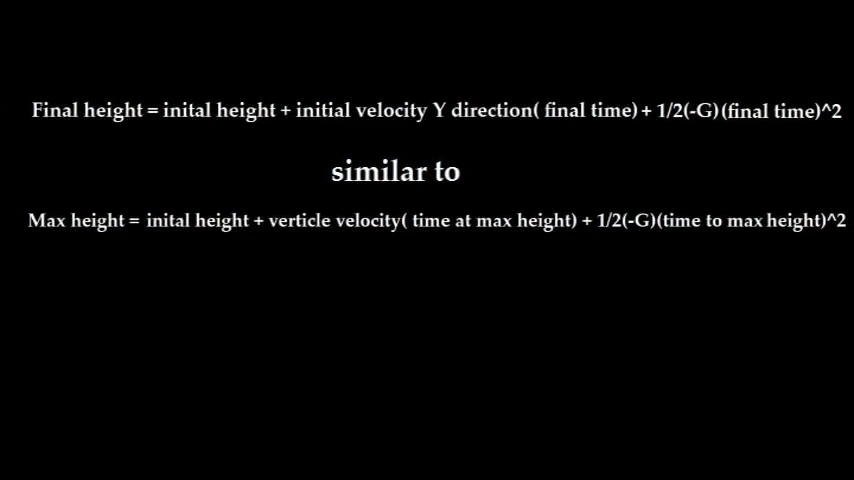 Final height = inital height + initial velocity Y direction( final time) + 1/2(-G)(final time)^2
similar to
Max height = inital height + verticle velocity( time at max height) + 1/2(-G)(time to max height)^2